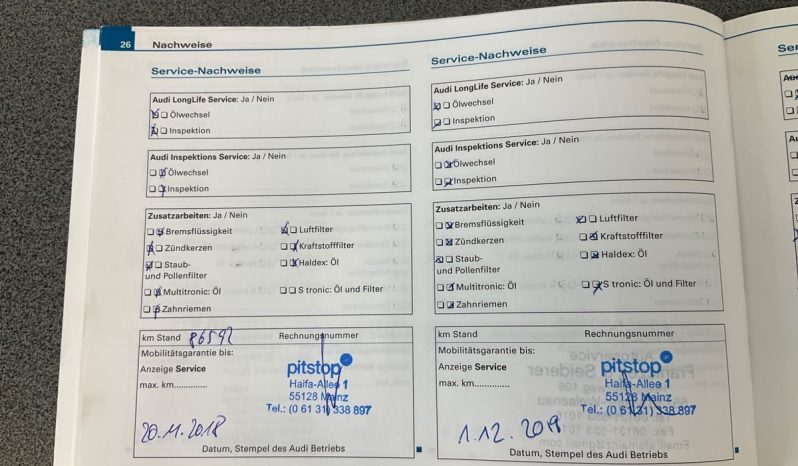 26 Nachweise
Service-Nachweise
Audi LongLife Service: Ja / Nein
Ölwechsel
Inspektion
Audi Inspektions Service: Ja / Nein
Ölwechsel
Inspektion
Zusatzarbeiten: Ja / Nein
Bremsflüssigkeit
Luftfilter
Zündkerzen
Kraftstofffilter
Staub-
und Pollenfilter
Haldex: Öl
Multitronic: Öl
S tronic: Öl und Filter
Zahnriemen
km Stand 86592 Rechnungsnummer
Mobilitätsgarantie bis:
Anzeige Service
max. km..............
pitstop
Haifa-Allee 1
55128 Mainz
Tel.: (0 61 31) 338 897
20.11.2018
Datum, Stempel des Audi Betriebs
Service-Nachweise
Audi LongLife Service: Ja / Nein
Ölwechsel
Inspektion
Audi Inspektions Service: Ja / Nein
Ölwechsel
Inspektion
Zusatzarbeiten: Ja / Nein
Bremsflüssigkeit
Luftfilter
Zündkerzen
Kraftstofffilter
Staub-
und Pollenfilter
Haldex: Öl
Multitronic: Öl
S tronic: Öl und Filter
Zahnriemen
km Stand Rechnungsnummer
Mobilitätsgarantie bis:
Anzeige Service
max. km..............
pitstop
Haifa-Allee 1
55128 Mainz
Tel.: (0 61 31) 338 897
1.12.2019
Datum, Stempel des Audi Betriebs